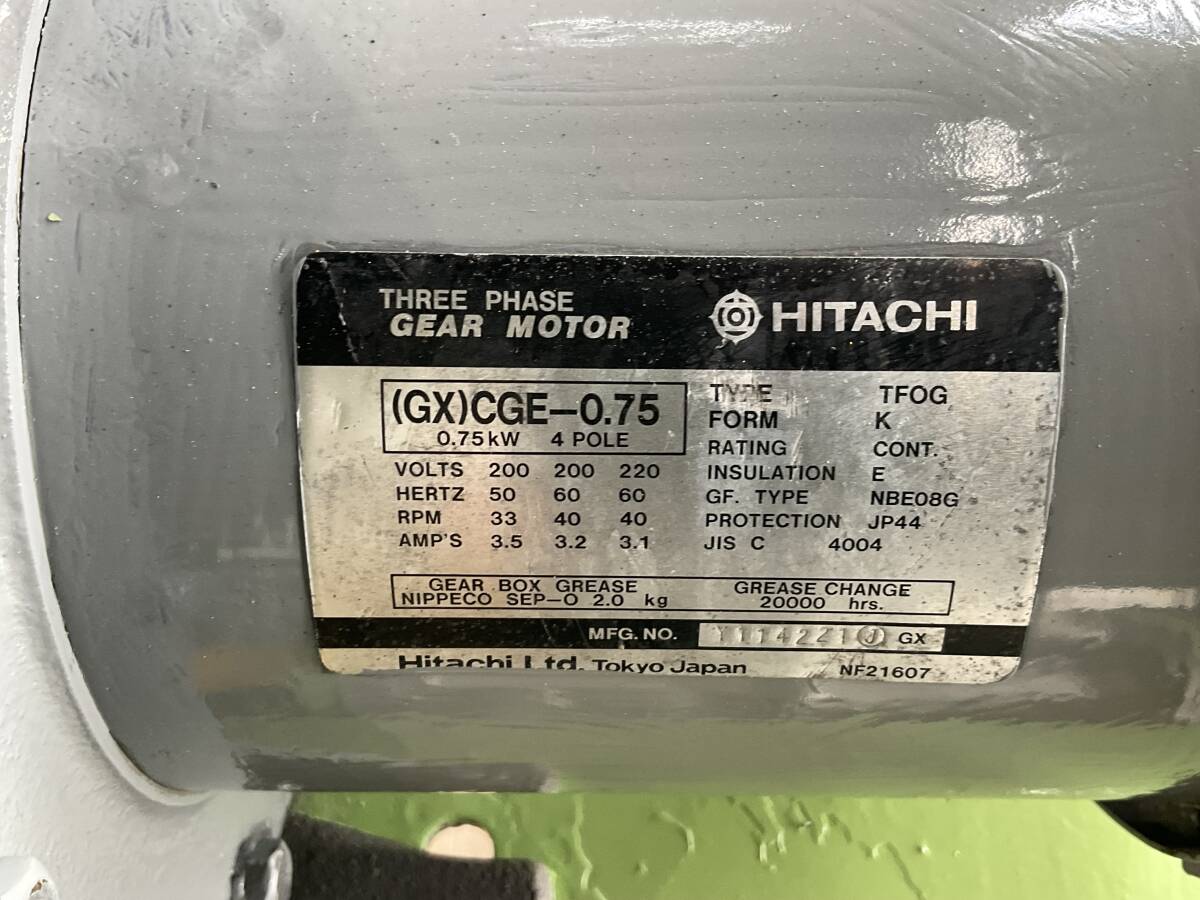 THREE PHASE
GEAR MOTOR
HITACHI
(GX)CGE-0.75
0.75kW 4 POLE
VOLTS 200 200 220
HERTZ 50 60 60
RPM 33 40 40
AMP'S 3.5 3.2 3.1
TYPE TFOG
FORM K
RATING CONT.
INSULATION E
GF. TYPE NBE08G
PROTECTION JP44
JIS C 4004
GEAR BOX GREASE
NIPPECO SEP-O 2.0 kg
GREASE CHANGE
20000 hrs.
MFG. NO. Y1142Z1 J GX
Hitachi Ltd. Tokyo Japan
NF21607